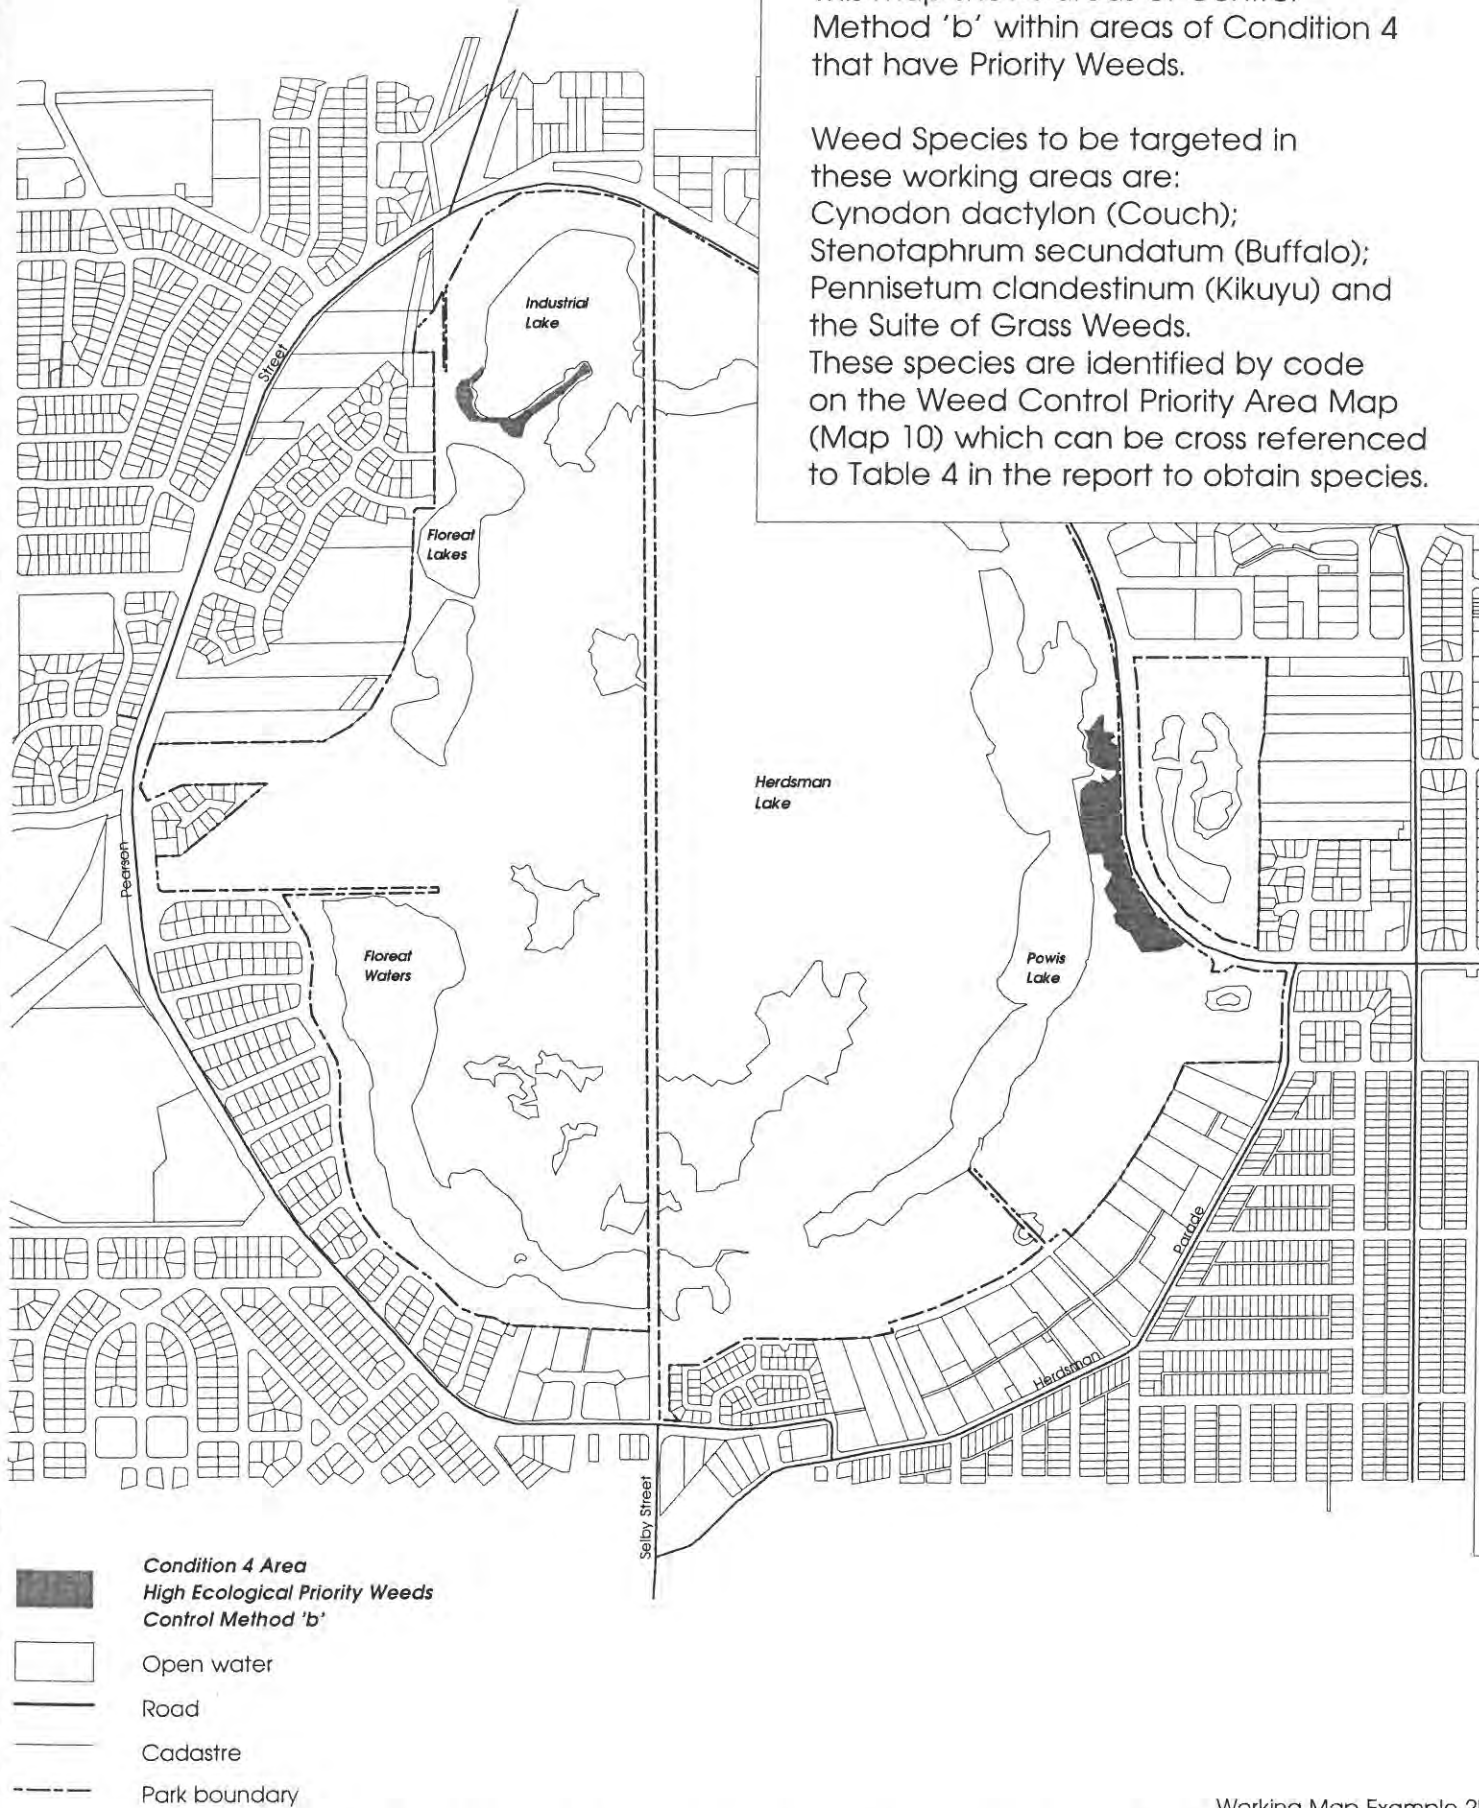 Method 'b' within areas of Condition 4
that have Priority Weeds.
Weed Species to be targeted in
these working areas are:
Cynodon dactylon (Couch);
Stenotaphrum secundatum (Buffalo);
Pennisetum clandestinum (Kikuyu) and
the Suite of Grass Weeds.
These species are identified by code
on the Weed Control Priority Area Map
(Map 10) which can be cross referenced
to Table 4 in the report to obtain species.
Industrial
Lake
Street
Floreat
Lakes
Herdsman
Lake
Pearson
Floreat
Waters
Powis
Lake
Parade
Herdsman
Selby Street
Condition 4 Area
High Ecological Priority Weeds
Control Method 'b'
Open water
Road
Cadastre
Park boundary
Working Map Example 2